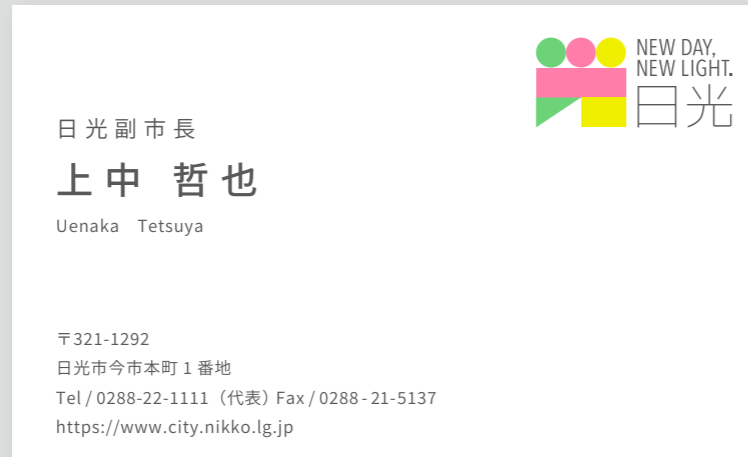 NEW DAY,
NEW LIGHT.
日光
日光副市長
上中 哲也
Uenaka　Tetsuya
〒321-1292
日光市今市本町 1 番地
Tel / 0288-22-1111（代表）Fax / 0288-21-5137
https://www.city.nikko.lg.jp